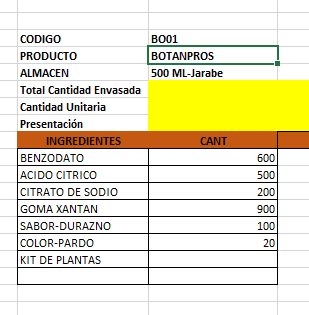 CODIGO BO01
PRODUCTO BOTANPROS
ALMACEN 500 ML-Jarabe
Total Cantidad Envasada
Cantidad Unitaria
Presentación
INGREDIENTES CANT
BENZODATO 600
ACIDO CITRICO 500
CITRATO DE SODIO 200
GOMA XANTAN 900
SABOR-DURAZNO 100
COLOR-PARDO 20
KIT DE PLANTAS